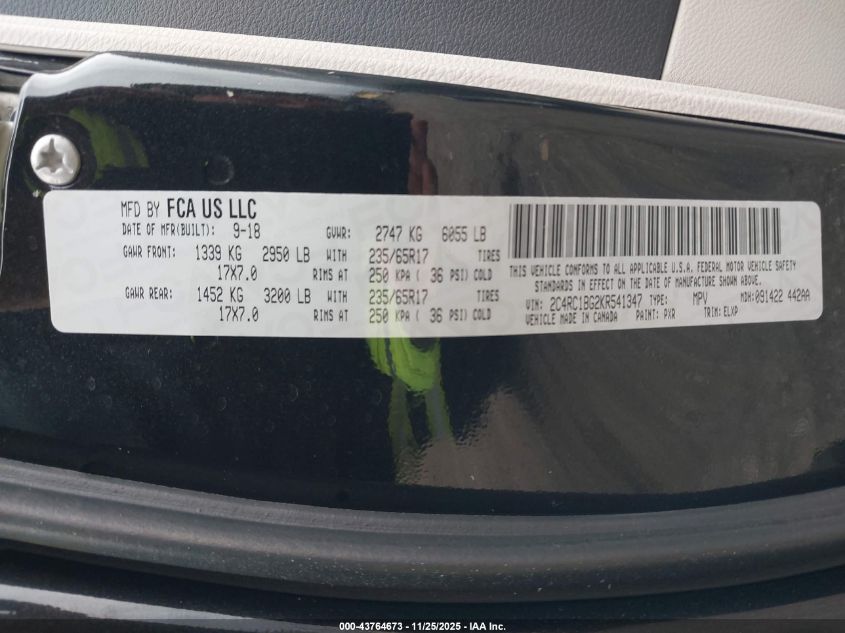 MFD BY FCA US LLC
DATE OF MFR(BUILT): 9-18 GVWR: 2747 KG 6055 LB
GAWR FRONT: 1339 KG 2950 LB WITH 235/65R17 TIRES
17X7.0 RIMS AT 250 KPA ( 36 PSI) COLD
GAWR REAR: 1452 KG 3200 LB WITH 235/65R17 TIRES
17X7.0 RIMS AT 250 KPA ( 36 PSI) COLD
THIS VEHICLE CONFORMS TO ALL APPLICABLE U.S.A. FEDERAL MOTOR VEHICLE SAFETY
STANDARDS IN EFFECT ON THE DATE OF MANUFACTURE SHOWN ABOVE.
VIN: 2C4RC1BG2KR541347 TYPE: MPV MDH: 091422 442AA
VEHICLE MADE IN CANADA PAINT: PXR TRIM: ELXP
000-43764673 - 11/25/2025 - IAA Inc.